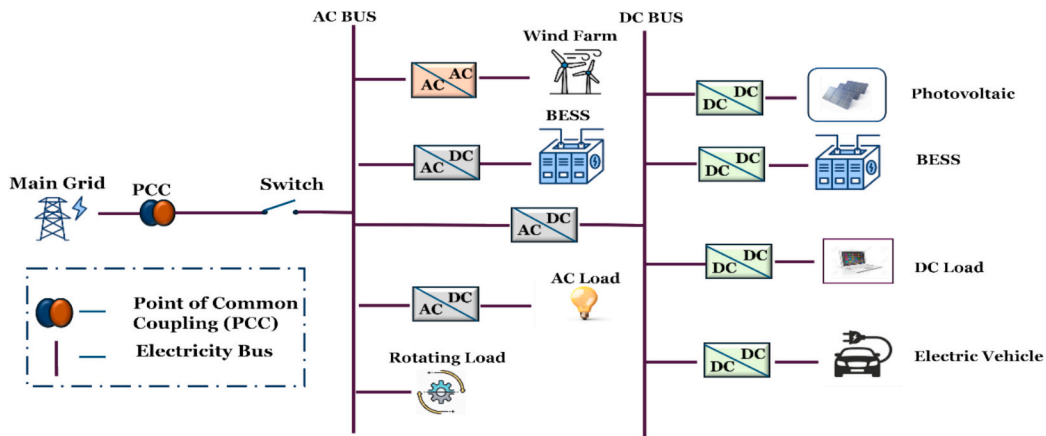 AC BUS
DC BUS
Wind Farm
AC
AC
DC
DC
Photovoltaic
BESS
DC
AC
DC
DC
BESS
Main Grid
PCC
Switch
DC
AC
DC
DC
DC Load
AC Load
DC
AC
Point of Common
Coupling (PCC)
Electricity Bus
Rotating Load
DC
DC
Electric Vehicle